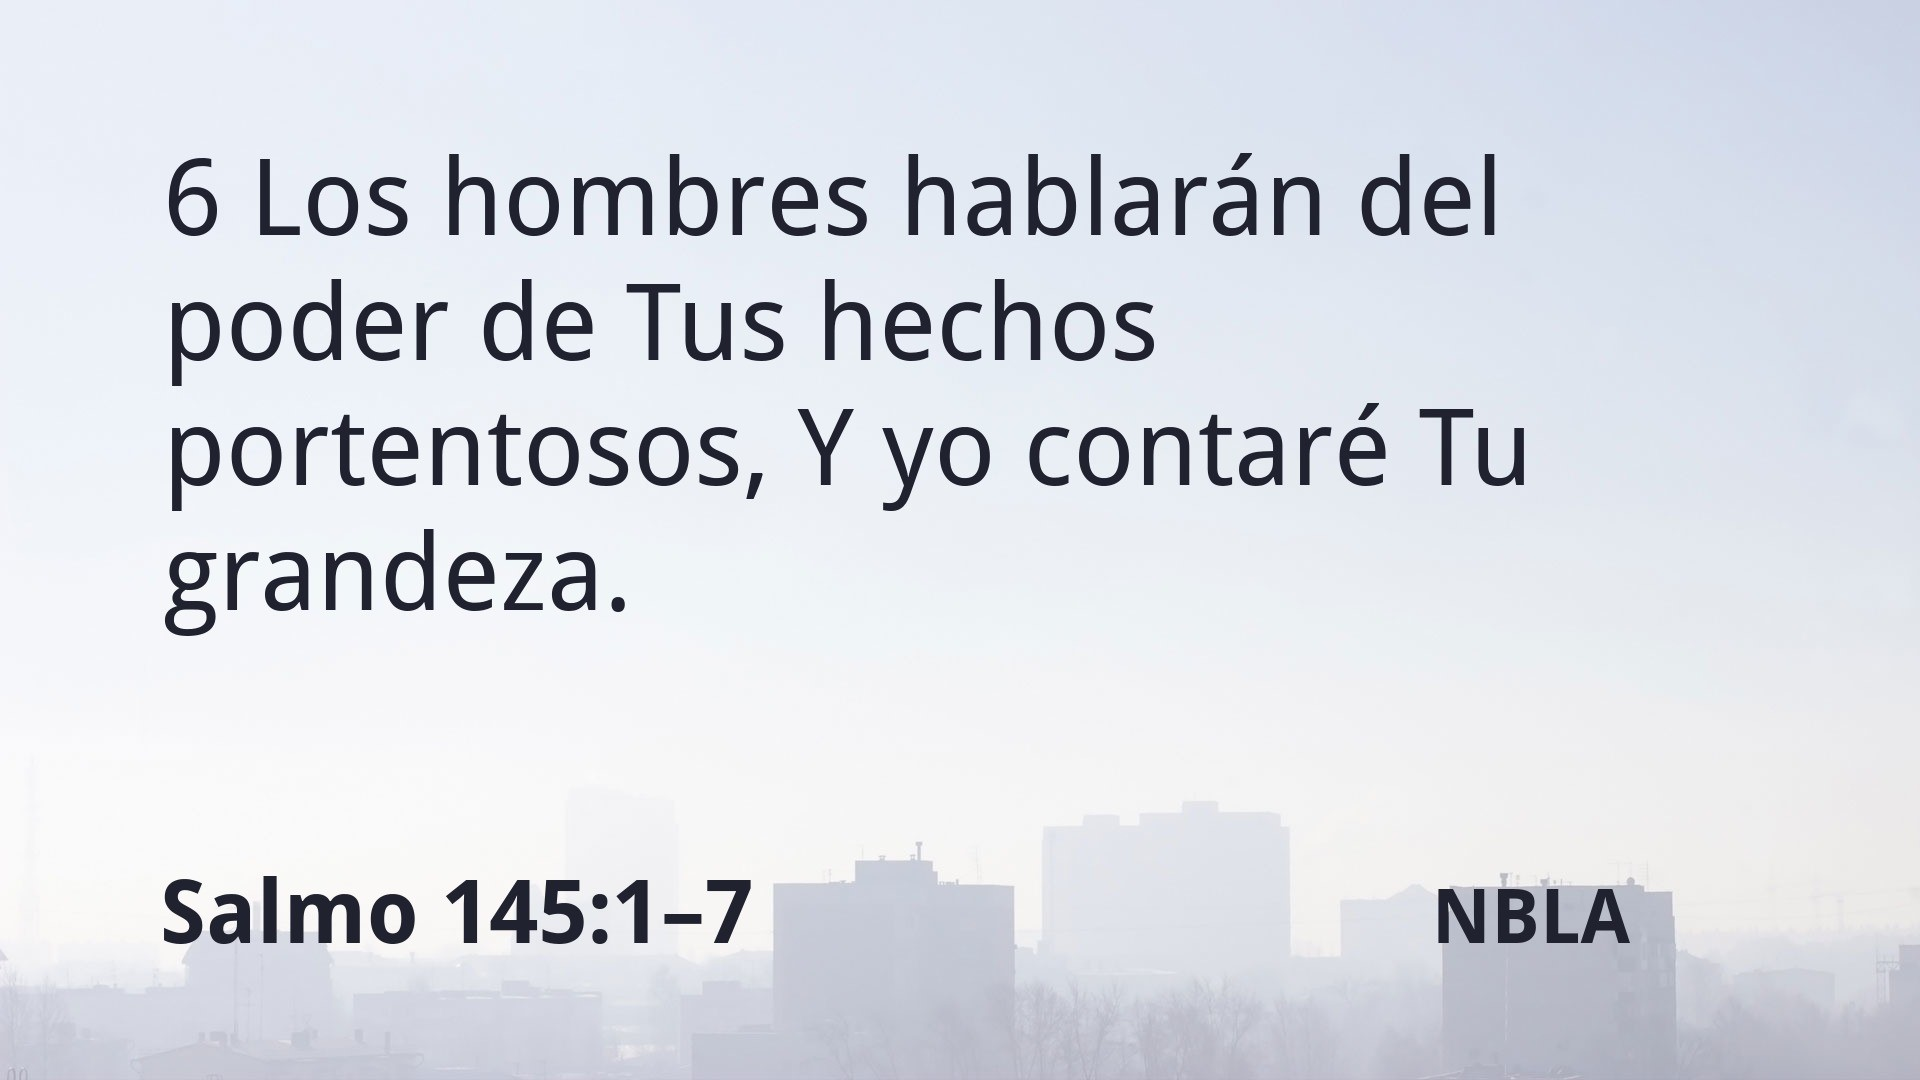 6 Los hombres hablarán del
poder de Tus hechos
portentosos, Y yo contaré Tu
grandeza.
Salmo 145:1–7
NBLA